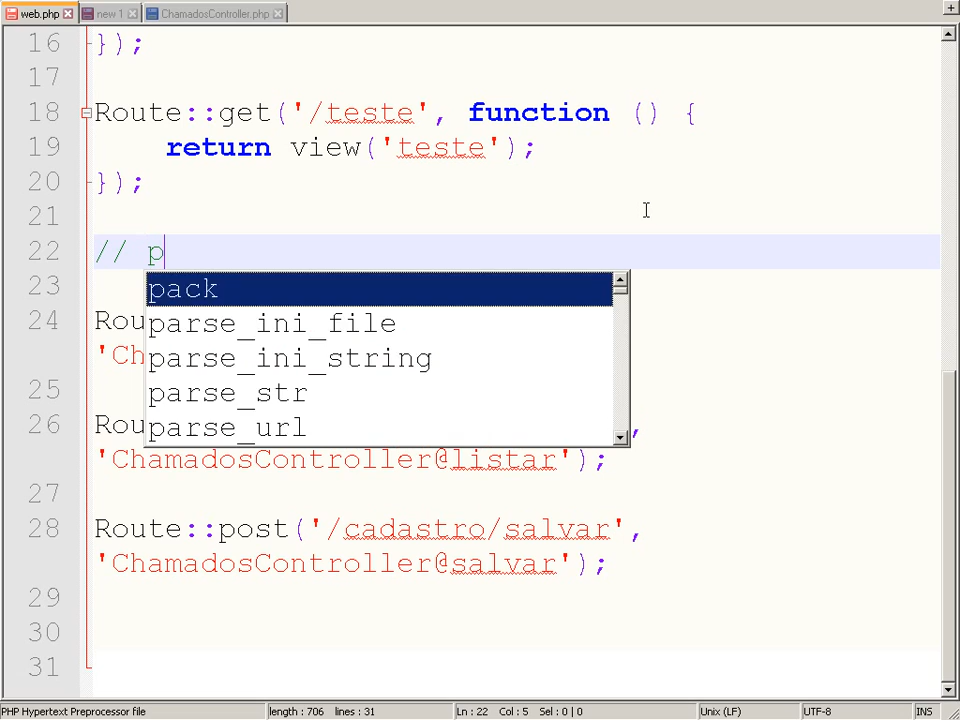 web.php new 1 ChamadosController.php
16 });
17
18 Route::get('/teste', function () {
19 return view('teste');
20 });
21
22 // p
pack
23
parse_ini_file
24 Rou
parse_ini_string
'Ch
parse_str
25
parse_url
26 Rou ,
'ChamadosController@listar');
27
28 Route::post('/cadastro/salvar',
'ChamadosController@salvar');
29
30
31
PHP Hypertext Preprocessor file length : 706 lines : 31 Ln : 22 Col : 5 Sel : 0 | 0 Unix (LF) UTF-8 INS